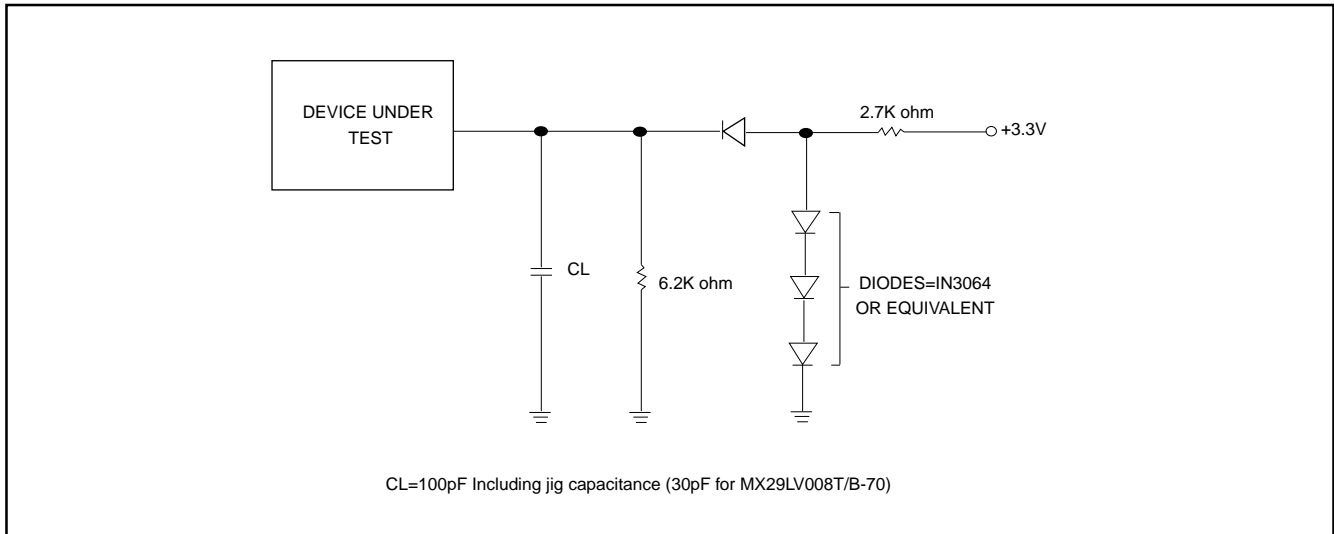 DEVICE UNDER
TEST
2.7K ohm
+3.3V
CL
6.2K ohm
DIODES=IN3064
OR EQUIVALENT
CL=100pF Including jig capacitance (30pF for MX29LV008T/B-70)